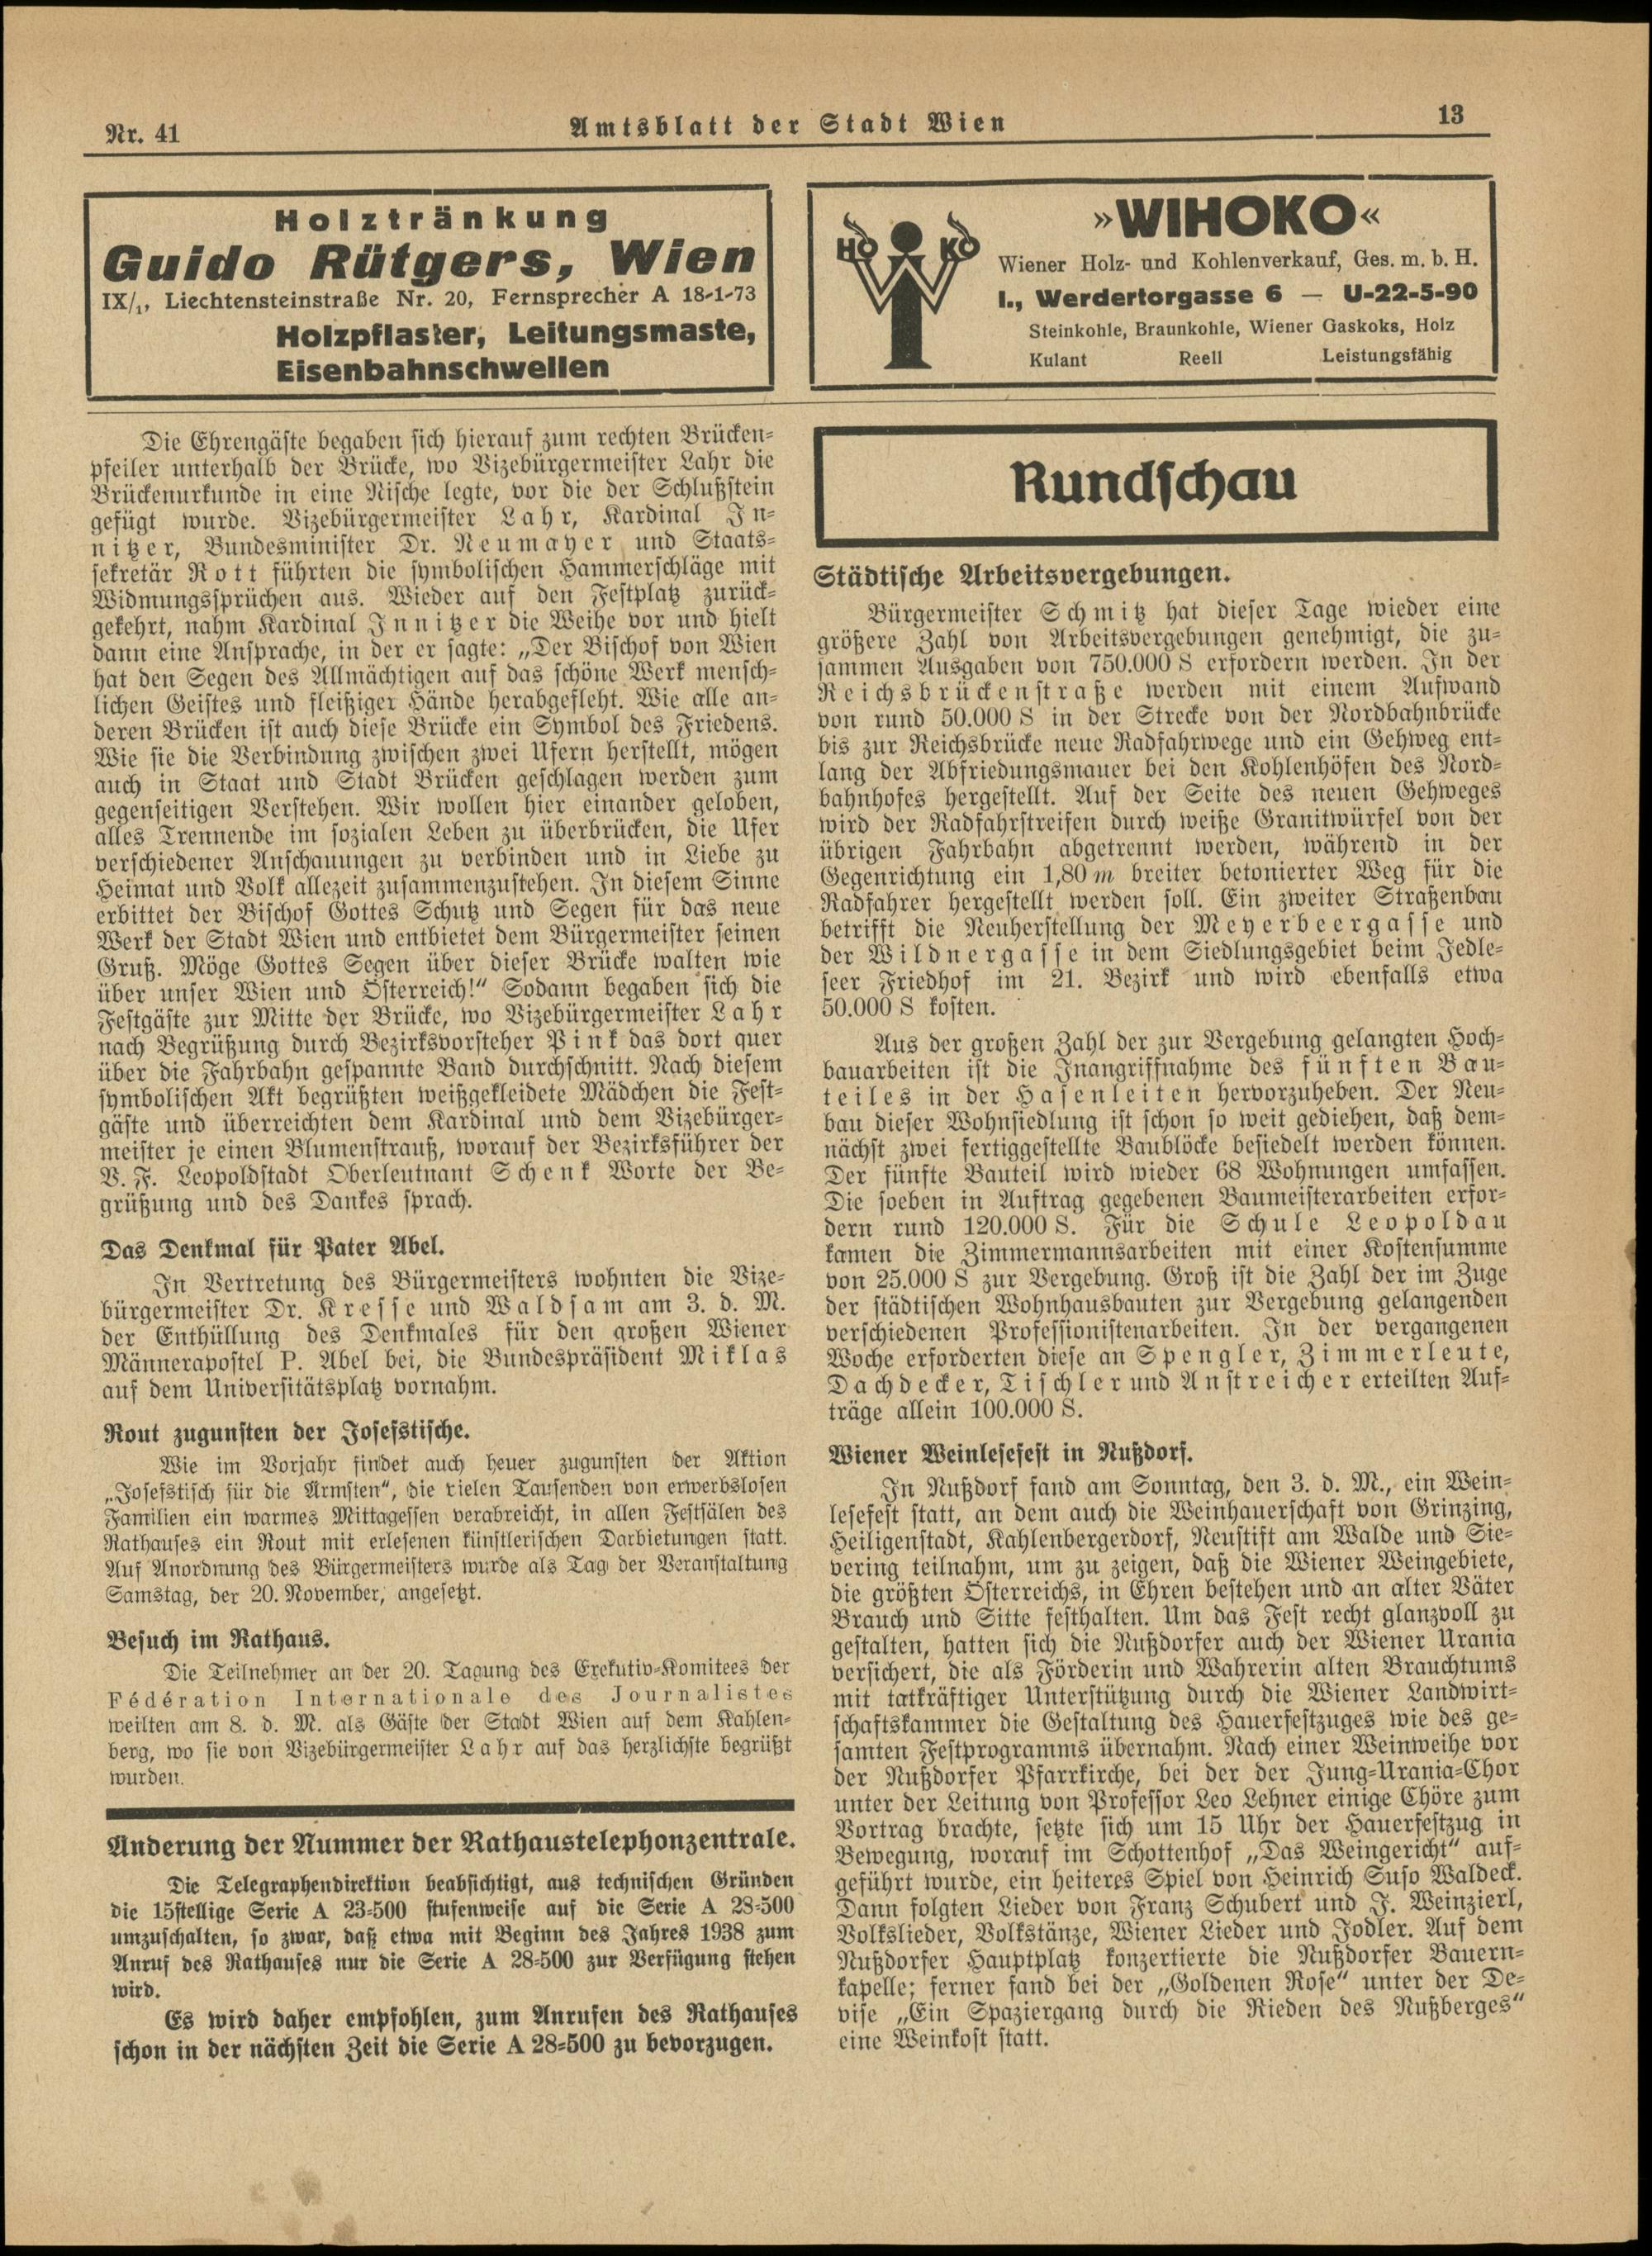 Nr. 41
Amtsblatt der Stadt Wien
13
Holztränkung
Guido Rütgers, Wien
IX/1, Liechtensteinstraße Nr. 20, Fernsprecher A 18-1-73
Holzpflaster, Leitungsmaste,
Eisenbahnschwellen
HO KO
»WIHOKO«
Wiener Holz- und Kohlenverkauf, Ges. m. b. H.
I., Werdertorgasse 6 — U-22-5-90
Steinkohle, Braunkohle, Wiener Gaskoks, Holz
Kulant Reell Leistungsfähig
Die Ehrengäste begaben sich hierauf zum rechten Brücken-
pfeiler unterhalb der Brücke, wo Vizebürgermeister Lahr die
Brückenurkunde in eine Nische legte, vor die der Schlußstein
gefügt wurde. Vizebürgermeister Lahr, Kardinal In-
nitzer, Bundesminister Dr. Neumayer und Staats-
sekretär Rott führten die symbolischen Hammerschläge mit
Widmungssprüchen aus. Wieder auf den Festplatz zurück-
gekehrt, nahm Kardinal Innitzer die Weihe vor und hielt
dann eine Ansprache, in der er sagte: „Der Bischof von Wien
hat den Segen des Allmächtigen auf das schöne Werk mensch-
lichen Geistes und fleißiger Hände herabgefleht. Wie alle an-
deren Brücken ist auch diese Brücke ein Symbol des Friedens.
Wie sie die Verbindung zwischen zwei Ufern herstellt, mögen
auch in Staat und Stadt Brücken geschlagen werden zum
gegenseitigen Verstehen. Wir wollen hier einander geloben,
alles Trennende im sozialen Leben zu überbrücken, die Ufer
verschiedener Anschauungen zu verbinden und in Liebe zu
Heimat und Volk allezeit zusammenzustehen. In diesem Sinne
erbittet der Bischof Gottes Schutz und Segen für das neue
Werk der Stadt Wien und entbietet dem Bürgermeister seinen
Gruß. Möge Gottes Segen über dieser Brücke walten wie
über unser Wien und Österreich!" Sodann begaben sich die
Festgäste zur Mitte der Brücke, wo Vizebürgermeister Lahr
nach Begrüßung durch Bezirksvorsteher Pink das dort quer
über die Fahrbahn gespannte Band durchschnitt. Nach diesem
symbolischen Akt begrüßten weißgekleidete Mädchen die Fest-
gäste und überreichten dem Kardinal und dem Vizebürger-
meister je einen Blumenstrauß, worauf der Bezirksführer der
V. F. Leopoldstadt Oberleutnant Schenk Worte der Be-
grüßung und des Dankes sprach.
Das Denkmal für Pater Abel.
In Vertretung des Bürgermeisters wohnten die Vize-
bürgermeister Dr. Kresse und Waldsam am 3. d. M.
der Enthüllung des Denkmales für den großen Wiener
Männerapostel P. Abel bei, die Bundespräsident Miklas
auf dem Universitätsplatz vornahm.
Rout zugunsten der Josefstische.
Wie im Vorjahr findet auch heuer zugunsten der Aktion
„Josefstisch für die Ärmsten", die vielen Tausenden von erwerbslosen
Familien ein warmes Mittagessen verabreicht, in allen Festsälen des
Rathauses ein Rout mit erlesenen künstlerischen Darbietungen statt.
Auf Anordnung des Bürgermeisters wurde als Tag der Veranstaltung
Samstag, der 20. November, angesetzt.
Besuch im Rathaus.
Die Teilnehmer an der 20. Tagung des Exekutiv-Komitees der
Fédération Internationale des Journalistes
weilten am 8. d. M. als Gäste der Stadt Wien auf dem Kahlen-
berg, wo sie von Vizebürgermeister Lahr auf das herzlichste begrüßt
wurden.
Änderung der Nummer der Rathaustelephonzentrale.
Die Telegraphendirektion beabsichtigt, aus technischen Gründen
die 15stellige Serie A 23-500 stufenweise auf die Serie A 28-500
umzuschalten, so zwar, daß etwa mit Beginn des Jahres 1938 zum
Anruf des Rathauses nur die Serie A 28-500 zur Verfügung stehen
wird.
Es wird daher empfohlen, zum Anrufen des Rathauses
schon in der nächsten Zeit die Serie A 28-500 zu bevorzugen.
Rundschau
Städtische Arbeitsvergebungen.
Bürgermeister Schmitz hat dieser Tage wieder eine
größere Zahl von Arbeitsvergebungen genehmigt, die zu-
sammen Ausgaben von 750.000 S erfordern werden. In der
Reichsbrückenstraße werden mit einem Aufwand
von rund 50.000 S in der Strecke von der Nordbahnbrücke
bis zur Reichsbrücke neue Radfahrwege und ein Gehweg ent-
lang der Abfriedungsmauer bei den Kohlenhöfen des Nord-
bahnhofes hergestellt. Auf der Seite des neuen Gehweges
wird der Radfahrstreifen durch weiße Granitwürfel von der
übrigen Fahrbahn abgetrennt werden, während in der
Gegenrichtung ein 1,80 m breiter betonierter Weg für die
Radfahrer hergestellt werden soll. Ein zweiter Straßenbau
betrifft die Neuherstellung der Meyerbeergasse und
der Wildnergasse in dem Siedlungsgebiet beim Jedle-
seer Friedhof im 21. Bezirk und wird ebenfalls etwa
50.000 S kosten.
Aus der großen Zahl der zur Vergebung gelangten Hoch-
bauarbeiten ist die Inangriffnahme des fünften Bau-
teiles in der Hasenleiten hervorzuheben. Der Neu-
bau dieser Wohnsiedlung ist schon so weit gediehen, daß dem-
nächst zwei fertiggestellte Baublöcke besiedelt werden können.
Der fünfte Bauteil wird wieder 68 Wohnungen umfassen.
Die soeben in Auftrag gegebenen Baumeisterarbeiten erfor-
dern rund 120.000 S. Für die Schule Leopoldau
kamen die Zimmermannsarbeiten mit einer Kostensumme
von 25.000 S zur Vergebung. Groß ist die Zahl der im Zuge
der städtischen Wohnhausbauten zur Vergebung gelangenden
verschiedenen Professionistenarbeiten. In der vergangenen
Woche erforderten diese an Spengler, Zimmerleute,
Dachdecker, Tischler und Anstreicher erteilten Auf-
träge allein 100.000 S.
Wiener Weinlesefest in Nußdorf.
In Nußdorf fand am Sonntag, den 3. d. M., ein Wein-
lesefest statt, an dem auch die Weinhauerschaft von Grinzing,
Heiligenstadt, Kahlenbergerdorf, Neustift am Walde und Sie-
vering teilnahm, um zu zeigen, daß die Wiener Weingebiete,
die größten Österreichs, in Ehren bestehen und an alter Väter
Brauch und Sitte festhalten. Um das Fest recht glanzvoll zu
gestalten, hatten sich die Nußdorfer auch der Wiener Urania
versichert, die als Förderin und Wahrerin alten Brauchtums
mit tatkräftiger Unterstützung durch die Wiener Landwirt-
schaftskammer die Gestaltung des Hauerfestzuges wie des ge-
samten Festprogramms übernahm. Nach einer Weinweihe vor
der Nußdorfer Pfarrkirche, bei der der Jung-Urania-Chor
unter der Leitung von Professor Leo Lehner einige Chöre zum
Vortrag brachte, setzte sich um 15 Uhr der Hauerfestzug in
Bewegung, worauf im Schottenhof „Das Weingericht" auf-
geführt wurde, ein heiteres Spiel von Heinrich Suso Waldeck.
Dann folgten Lieder von Franz Schubert und J. Weinzierl,
Volkslieder, Volkstänze, Wiener Lieder und Jodler. Auf dem
Nußdorfer Hauptplatz konzertierte die Nußdorfer Bauern-
kapelle; ferner fand bei der „Goldenen Rose" unter der De-
vise „Ein Spaziergang durch die Rieden des Nußberges"
eine Weinkost statt.